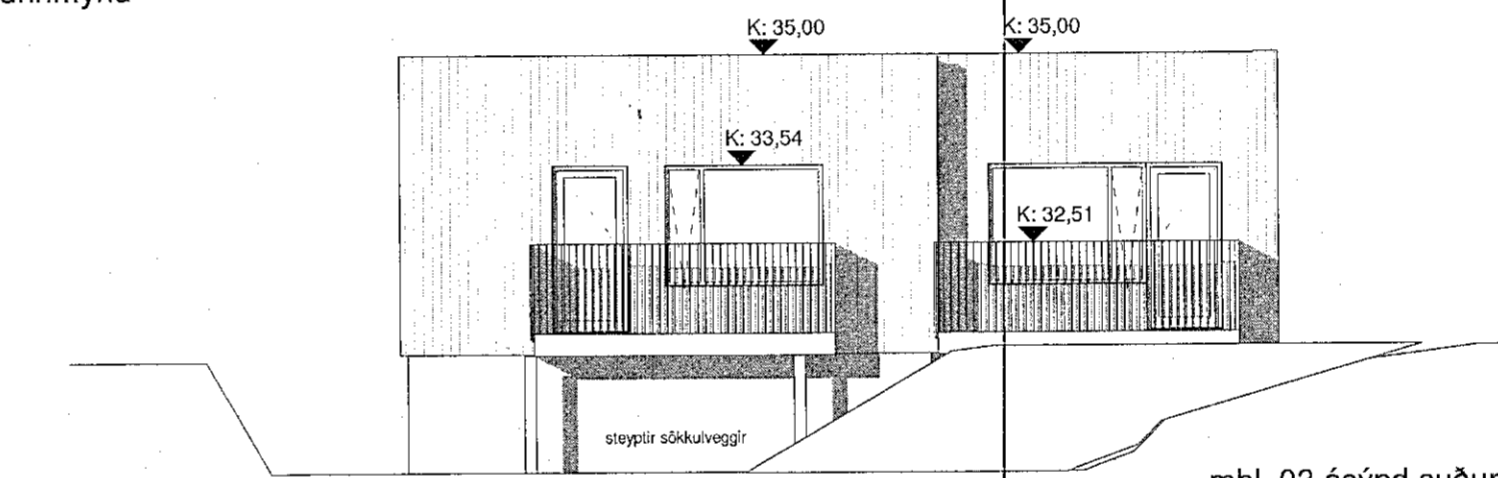 K: 35,00
K: 35,00
K: 33,54
K: 32,51
steyptir sökkulveggir